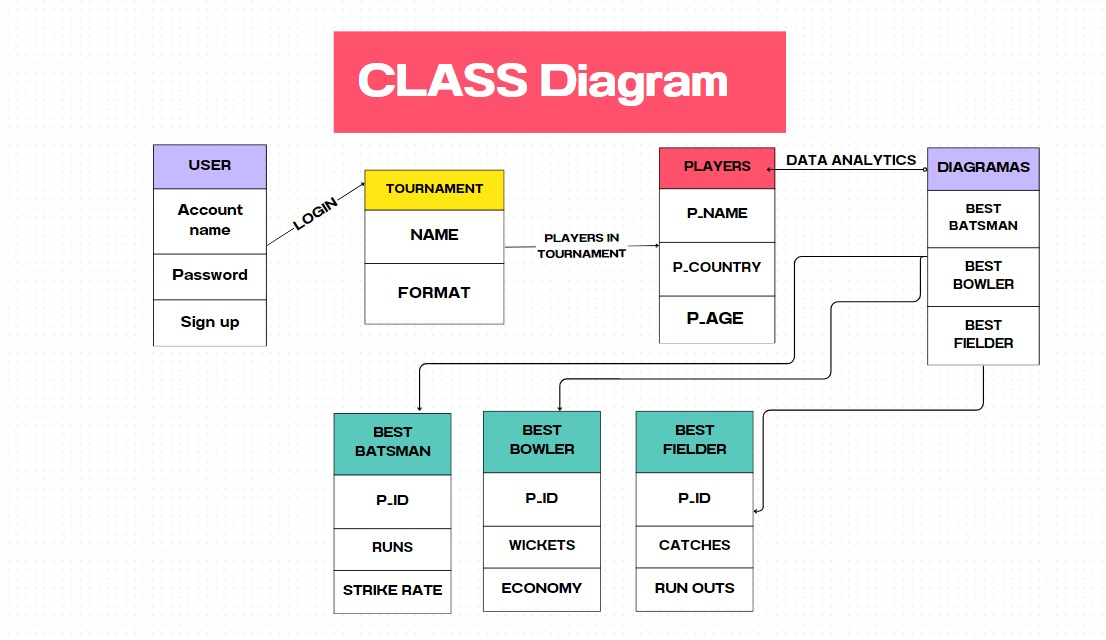 CLASS Diagram
USER
Account
name
Password
Sign up
LOGIN
TOURNAMENT
NAME
FORMAT
PLAYERS IN
TOURNAMENT
PLAYERS
P_NAME
P_COUNTRY
P_AGE
DATA ANALYTICS
DIAGRAMAS
BEST
BATSMAN
BEST
BOWLER
BEST
FIELDER
BEST
BATSMAN
P_ID
RUNS
STRIKE RATE
BEST
BOWLER
P_ID
WICKETS
ECONOMY
BEST
FIELDER
P_ID
CATCHES
RUN OUTS